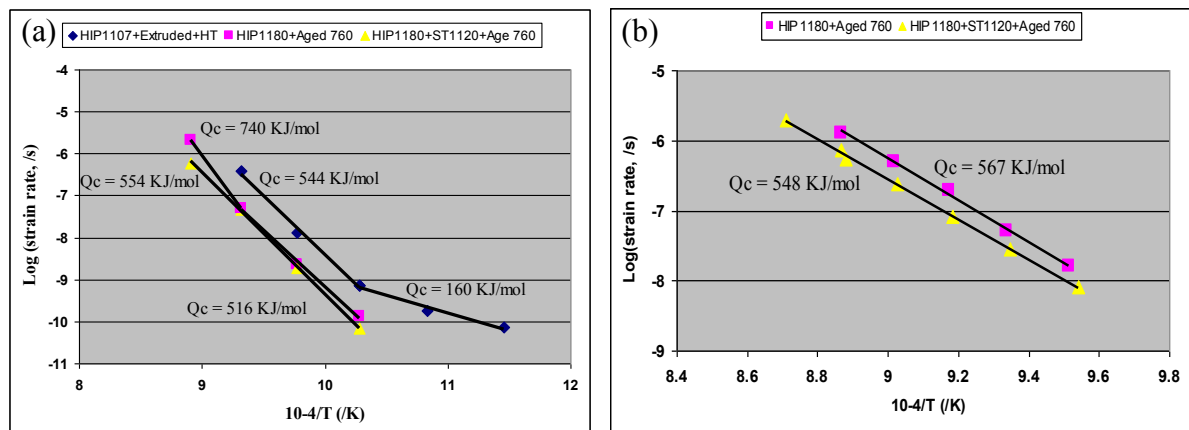 (a)
HIP1107+Extruded+HT HIP1180+Aged 760 HIP1180+ST1120+Age 760
-4
-5
-6
-7
-8
-9
-10
-11
Log (strain rate, /s)
Qc = 740 KJ/mol
Qc = 554 KJ/mol
Qc = 544 KJ/mol
Qc = 516 KJ/mol
Qc = 160 KJ/mol
8 9 10 11 12
10-4/T (/K)
(b)
HIP 1180+Aged 760 HIP1180+ST1120+Aged 760
-5
-6
-7
-8
-9
Log(strain rate, /s)
Qc = 548 KJ/mol
Qc = 567 KJ/mol
8.4 8.6 8.8 9 9.2 9.4 9.6 9.8
10-4/T (/K)